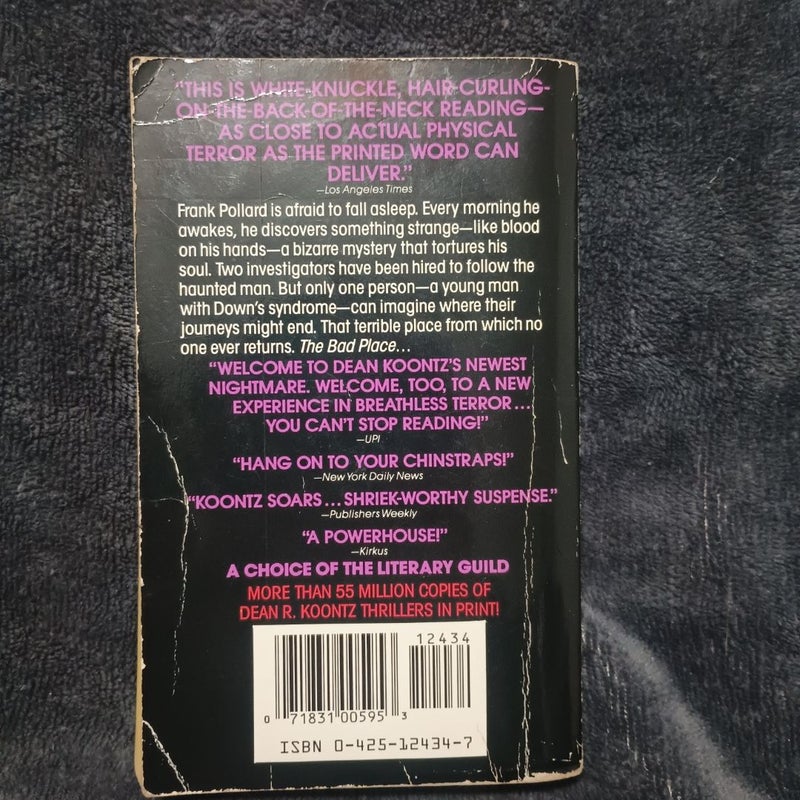 "THIS IS WHITE-KNUCKLE, HAIR-CURLING-
ON-THE-BACK-OF-THE-NECK READING—
AS CLOSE TO ACTUAL PHYSICAL
TERROR AS THE PRINTED WORD CAN
DELIVER."
—Los Angeles Times
Frank Pollard is afraid to fall asleep. Every morning he
awakes, he discovers something strange—like blood
on his hands—a bizarre mystery that tortures his
soul. Two investigators have been hired to follow the
haunted man. But only one person—a young man
with Down's syndrome—can imagine where their
journeys might end. That terrible place from which no
one ever returns. The Bad Place...
"WELCOME TO DEAN KOONTZ'S NEWEST
NIGHTMARE. WELCOME, TOO, TO A NEW
EXPERIENCE IN BREATHLESS TERROR...
YOU CAN'T STOP READING!"
—UPI
"HANG ON TO YOUR CHINSTRAPS!"
—New York Daily News
"KOONTZ SOARS...SHRIEK-WORTHY SUSPENSE."
—Publishers Weekly
"A POWERHOUSE!"
—Kirkus
A CHOICE OF THE LITERARY GUILD
MORE THAN 55 MILLION COPIES OF
DEAN R. KOONTZ THRILLERS IN PRINT!
12434
0 71831 00595 3
ISBN 0-425-12434-7